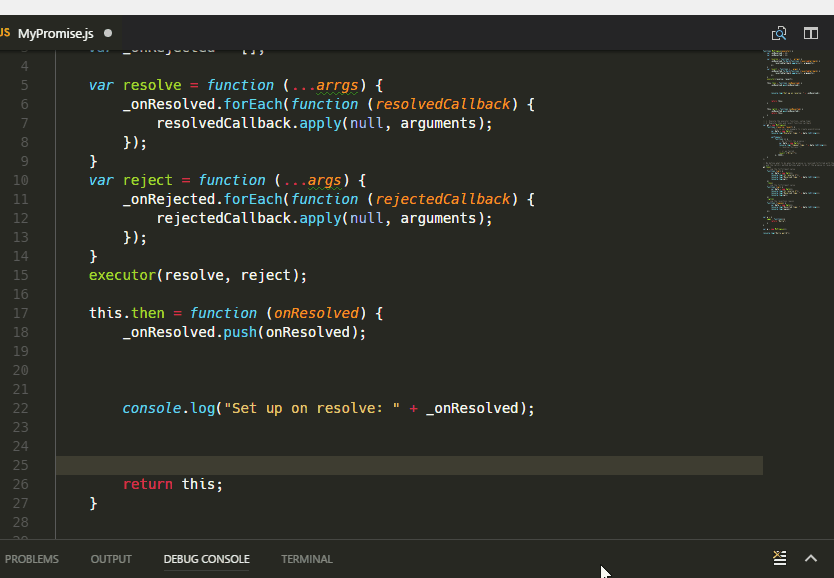 JS MyPromise.js
3 var _onRejected = [];
4
5 var resolve = function (...arrgs) {
6 _onResolved.forEach(function (resolvedCallback) {
7 resolvedCallback.apply(null, arguments);
8 });
9 }
10 var reject = function (...args) {
11 _onRejected.forEach(function (rejectedCallback) {
12 rejectedCallback.apply(null, arguments);
13 });
14 }
15 executor(resolve, reject);
16
17 this.then = function (onResolved) {
18 _onResolved.push(onResolved);
19
20
21
22 console.log("Set up on resolve: " + _onResolved);
23
24
25
26 return this;
27 }
28
29
PROBLEMS OUTPUT DEBUG CONSOLE TERMINAL